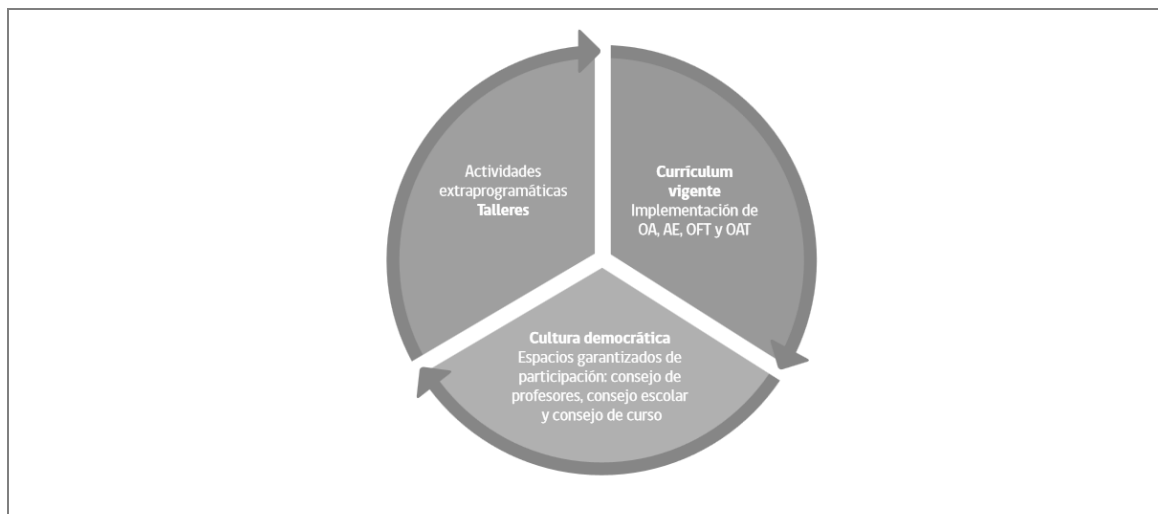 Actividades
extraprogramáticas
Talleres
Currículum
vigente
Implementación de
OA, AE, OFT y OAT
Cultura democrática
Espacios garantizados de
participación: consejo de
profesores, consejo escolar
y consejo de curso